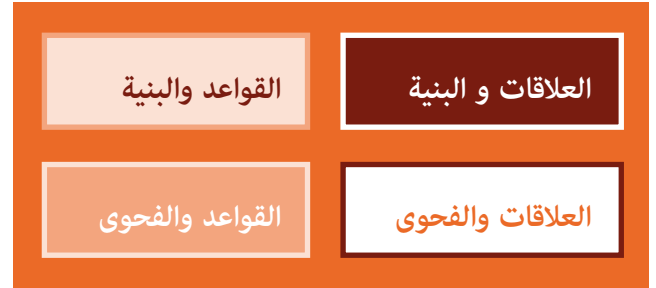 العلاقات و البنية
القواعد والبنية
العلاقات والفحوى
القواعد والفحوى